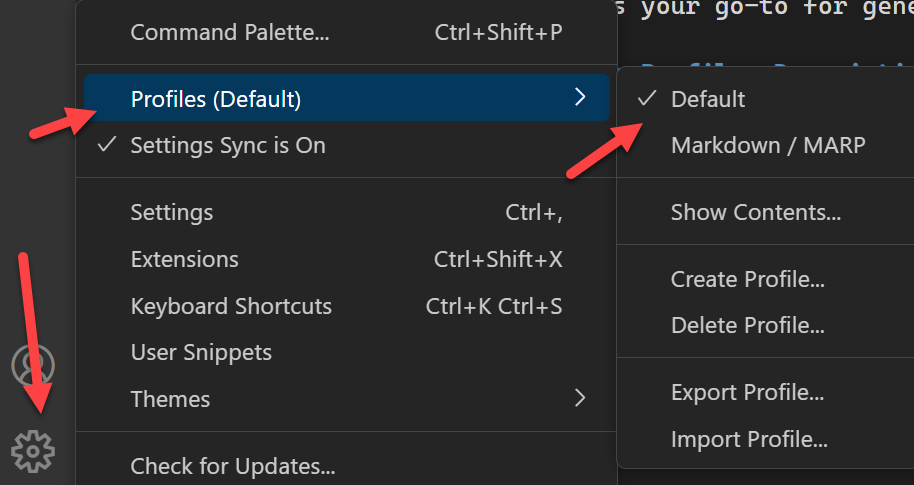 s your go-to for gene
Command Palette... Ctrl+Shift+P
Profiles (Default)
Settings Sync is On
Settings Ctrl+,
Extensions Ctrl+Shift+X
Keyboard Shortcuts Ctrl+K Ctrl+S
User Snippets
Themes
Check for Updates...
Default
Markdown / MARP
Show Contents...
Create Profile...
Delete Profile...
Export Profile...
Import Profile...